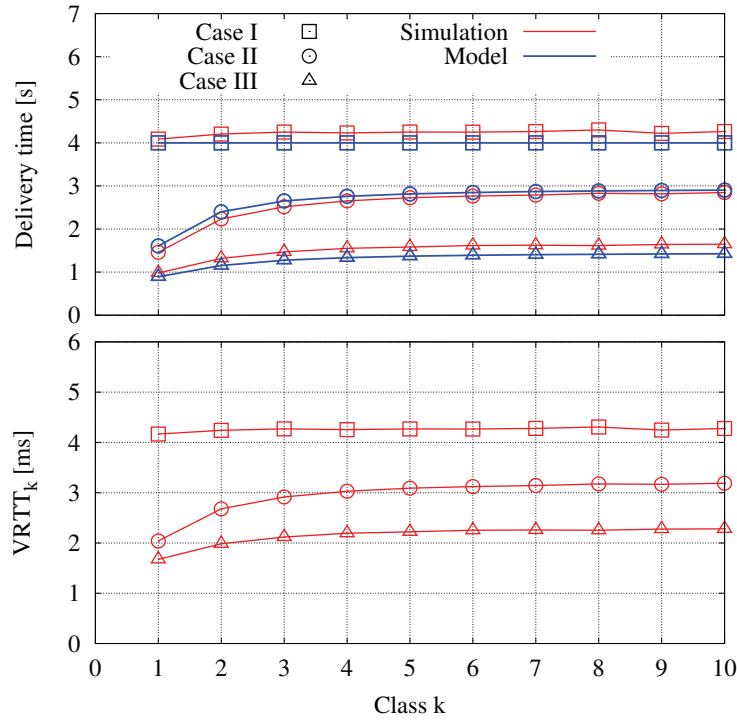 Case I
Case II
Case III
Simulation
Model
7
6
5
4
3
2
1
0
Delivery time [s]
6
5
4
3
2
1
0
VRTT_k [ms]
0 1 2 3 4 5 6 7 8 9 10
Class k